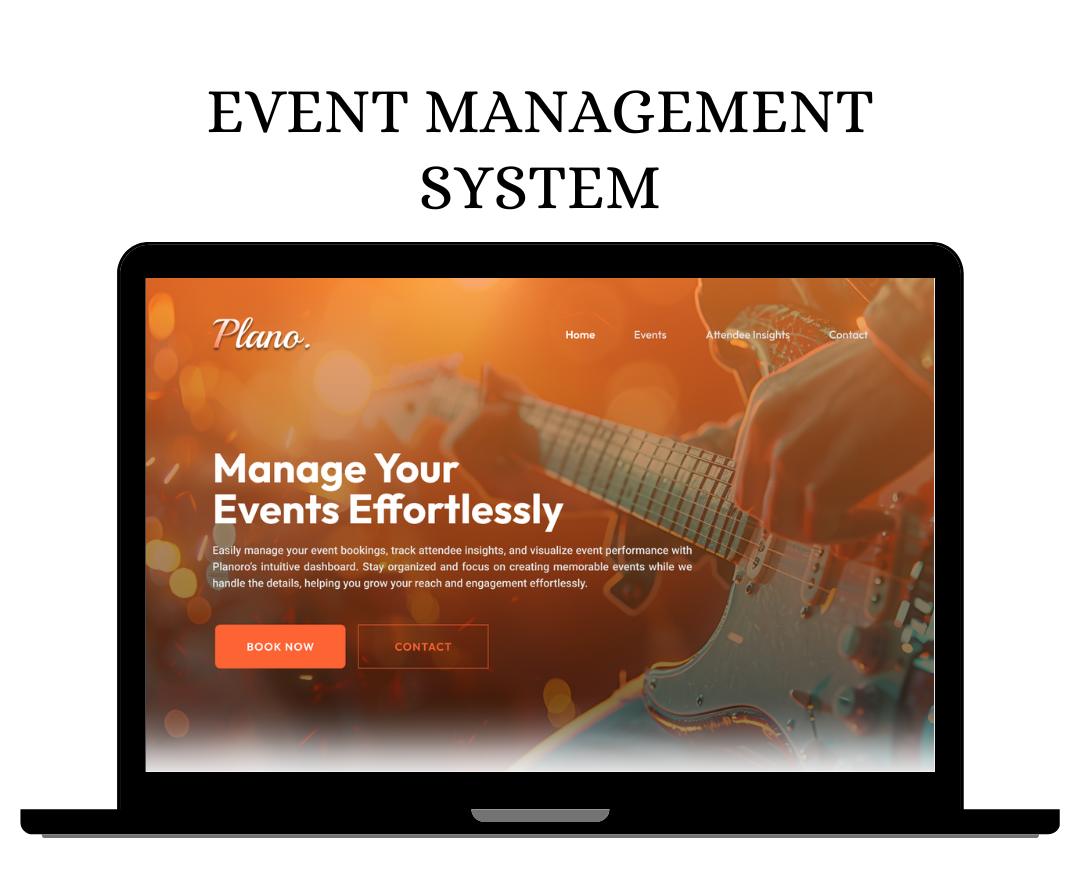 EVENT MANAGEMENT
SYSTEM
Plano.
Home Events Attendee Insights Contact
Manage Your
Events Effortlessly
Easily manage your event bookings, track attendee insights, and visualize event performance with
Planoro's intuitive dashboard. Stay organized and focus on creating memorable events while we
handle the details, helping you grow your reach and engagement effortlessly.
BOOK NOW CONTACT